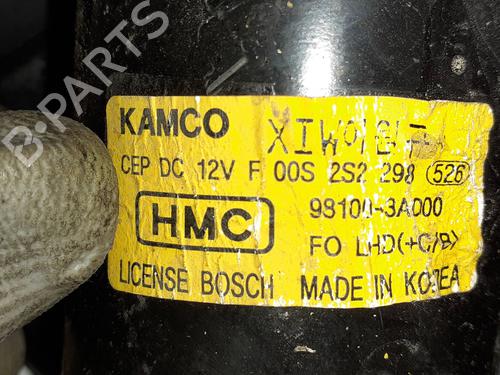 B-PARTS
KAMCO
CEP DC 12V F 00S 2S2 298 526
HMC 98100-3A000
FO LHD(+C/P)
LICENSE BOSCH MADE IN KOREA